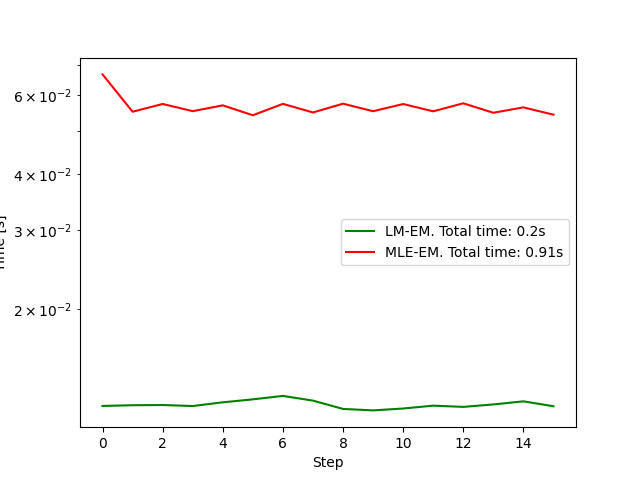 6 × 10⁻²
4 × 10⁻²
3 × 10⁻²
2 × 10⁻²
LM-EM. Total time: 0.2s
MLE-EM. Total time: 0.91s
0 2 4 6 8 10 12 14
Step